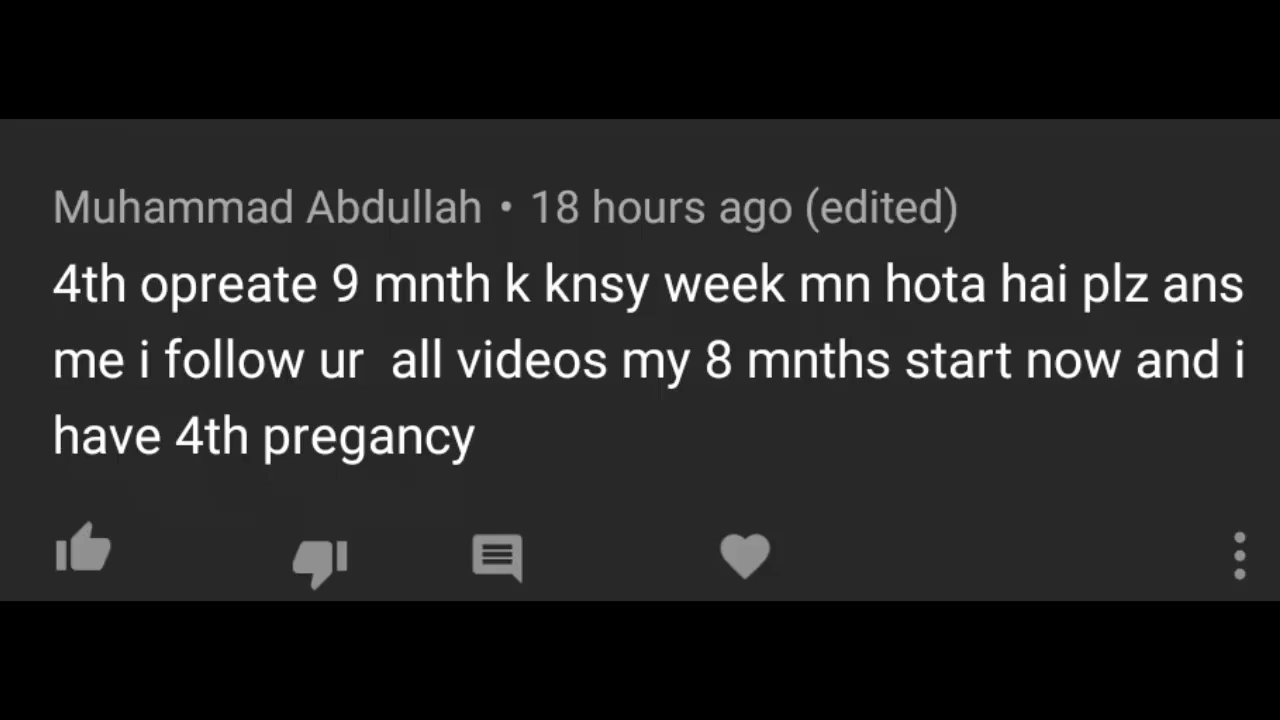 Muhammad Abdullah • 18 hours ago (edited)
4th opreate 9 mnth k knsy week mn hota hai plz ans
me i follow ur  all videos my 8 mnths start now and i
have 4th pregancy